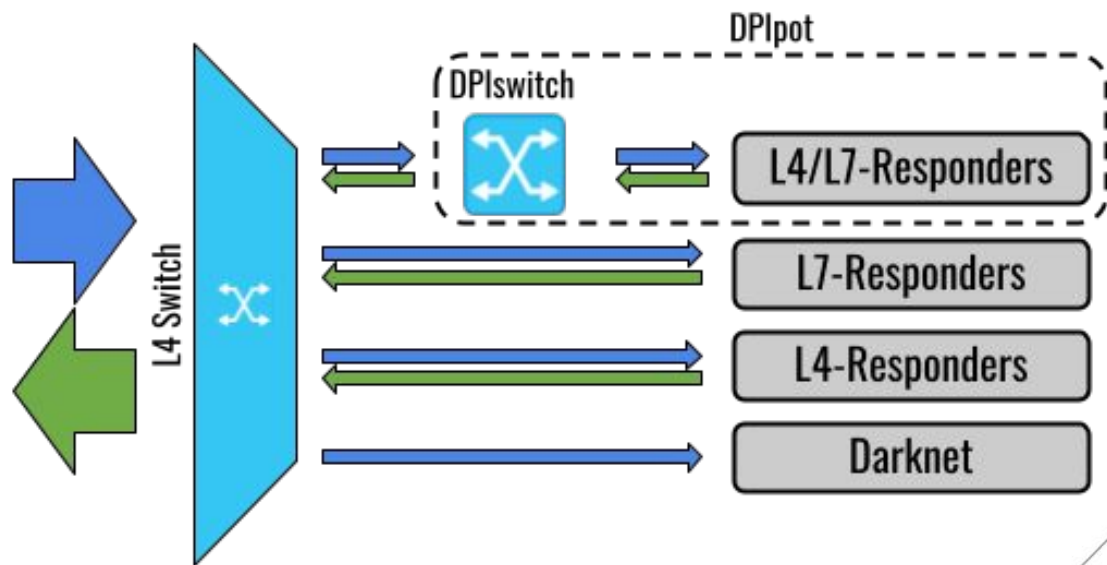 DPIpot
DPIswitch
L4/L7-Responders
L4 Switch
L7-Responders
L4-Responders
Darknet